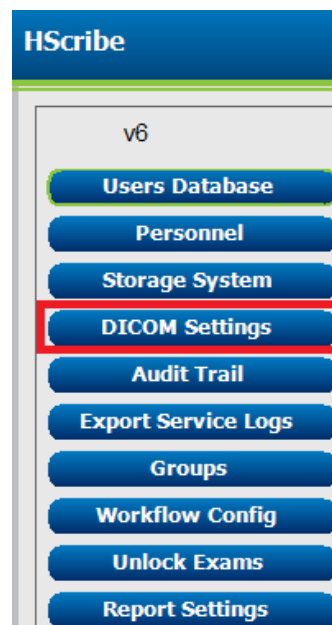 HScribe
v6
Users Database
Personnel
Storage System
DICOM Settings
Audit Trail
Export Service Logs
Groups
Workflow Config
Unlock Exams
Report Settings